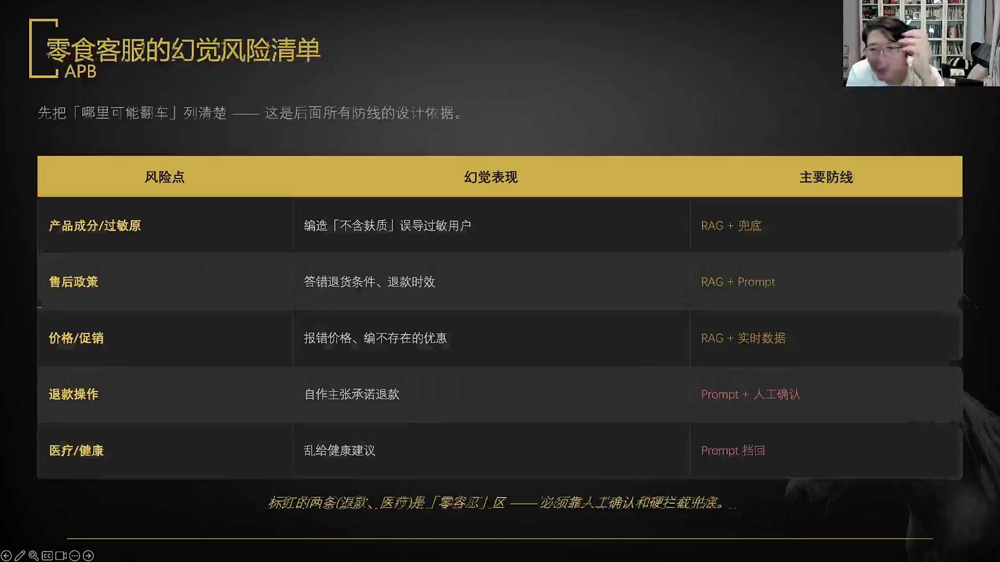 零食客服的幻觉风险清单
APB
先把「哪里可能翻车」列清楚 —— 这是后面所有防线的设计依据。
风险点 幻觉表现 主要防线
产品成分/过敏原 编造「不含麸质」误导过敏用户 RAG + 兜底
售后政策 答错退货条件、退款时效 RAG + Prompt
价格/促销 报错价格、编不存在的优惠 RAG + 实时数据
退款操作 自作主张承诺退款 Prompt + 人工确认
医疗/健康 乱给健康建议 Prompt 挡回
标红的两条(退款、医疗)是「零容忍」区 —— 必须靠人工确认和硬拦截兜底。